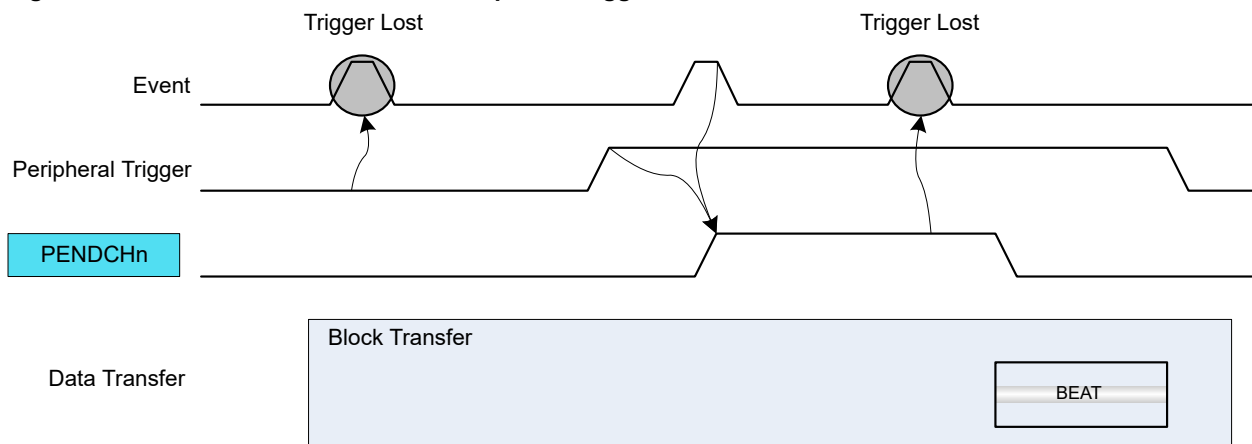 Trigger Lost
Trigger Lost
Event
Peripheral Trigger
PENDCHn
Block Transfer
Data Transfer
BEAT